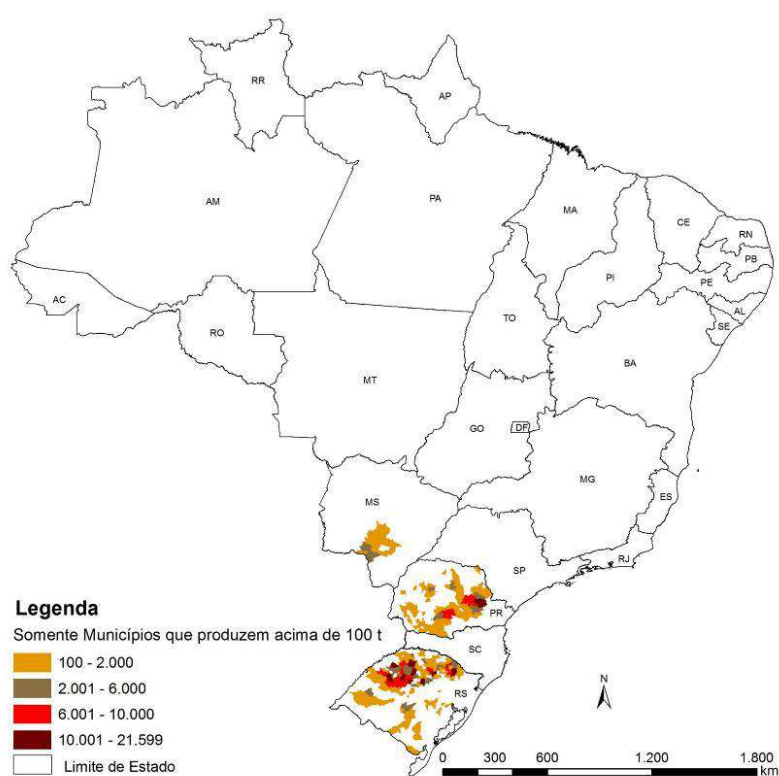 RR
AP
AM
PA
MA
CE
RN
PB
PE
PI
AL
SE
AC
RO
TO
BA
MT
GO
DF
MG
ES
MS
SP
RJ
PR
SC
RS
Legenda
Somente Municípios que produzem acima de 100 t
100 - 2.000
2.001 - 6.000
6.001 - 10.000
10.001 - 21.599
Limite de Estado
N
0 300 600 1.200 1.800
km